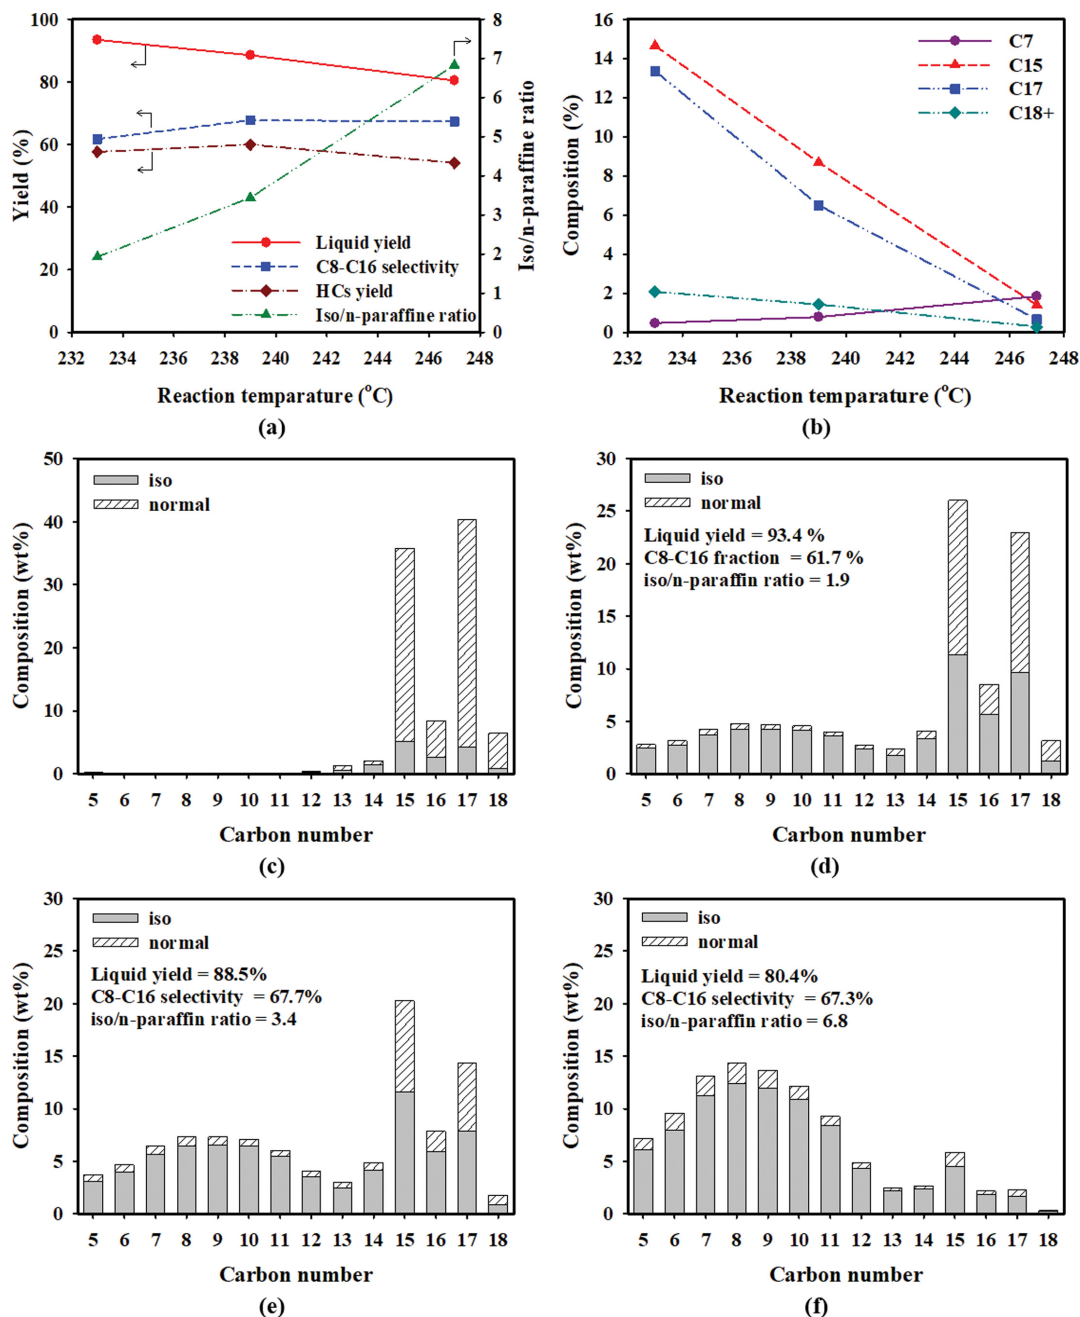 100
80
60
40
20
0
Yield (%)
8
7
6
5
4
3
2
1
0
Iso/n-paraffine ratio
Liquid yield
C8-C16 selectivity
HCs yield
Iso/n-paraffine ratio
232 234 236 238 240 242 244 246 248
Reaction temparature (°C)
(a)
16
14
12
10
8
6
4
2
0
Composition (%)
C7
C15
C17
C18+
232 234 236 238 240 242 244 246 248
Reaction temparature (°C)
(b)
50
40
30
20
10
0
Composition (wt%)
iso
normal
5 6 7 8 9 10 11 12 13 14 15 16 17 18
Carbon number
(c)
30
25
20
15
10
5
0
Composition (wt%)
iso
normal
Liquid yield = 93.4 %
C8-C16 fraction = 61.7 %
iso/n-paraffin ratio = 1.9
5 6 7 8 9 10 11 12 13 14 15 16 17 18
Carbon number
(d)
30
25
20
15
10
5
0
Composition (wt%)
iso
normal
Liquid yield = 88.5%
C8-C16 selectivity = 67.7%
iso/n-paraffin ratio = 3.4
5 6 7 8 9 10 11 12 13 14 15 16 17 18
Carbon number
(e)
30
25
20
15
10
5
0
Composition (wt%)
iso
normal
Liquid yield = 80.4%
C8-C16 selectivity = 67.3%
iso/n-paraffin ratio = 6.8
5 6 7 8 9 10 11 12 13 14 15 16 17 18
Carbon number
(f)